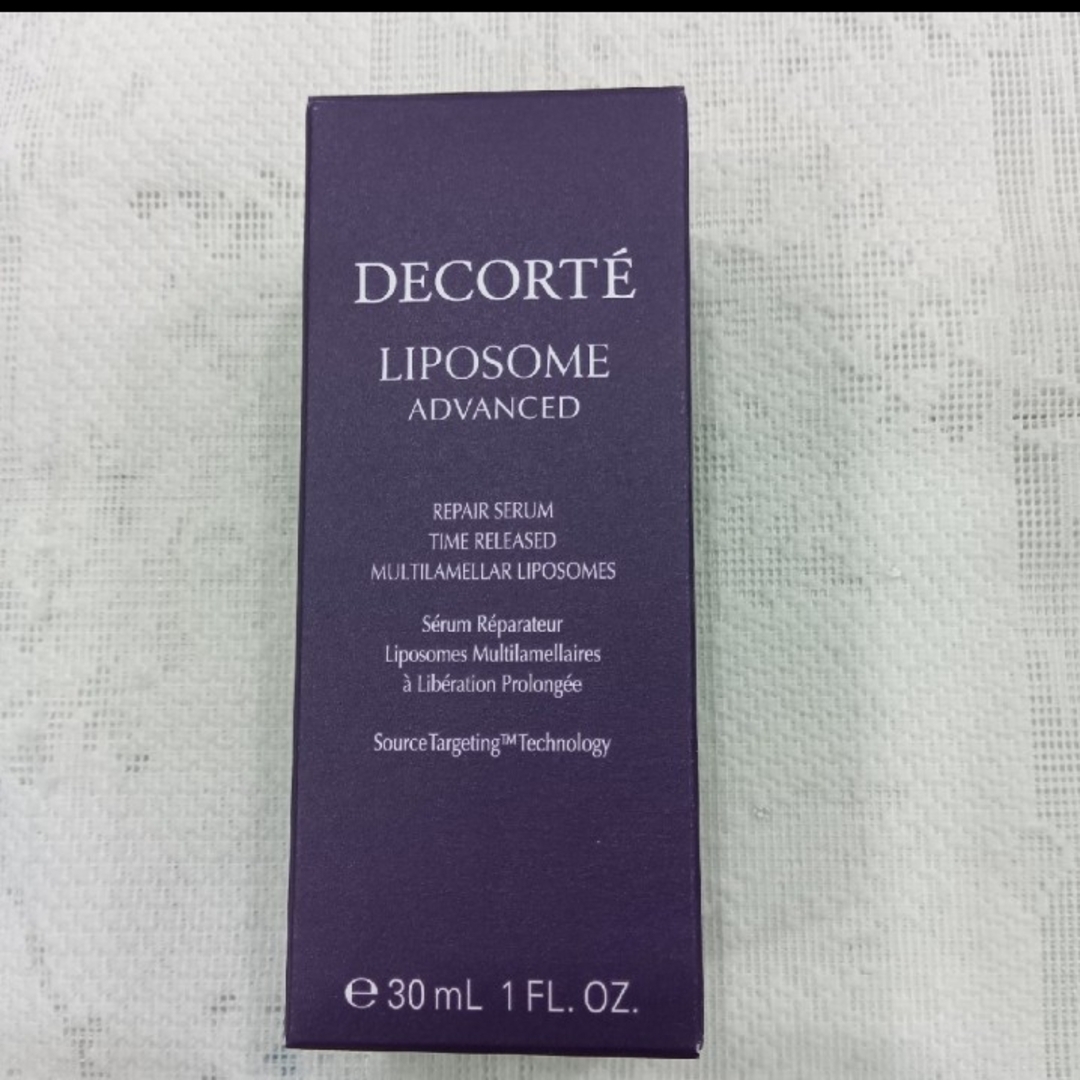 DECORTÉ
LIPOSOME
ADVANCED
REPAIR SERUM
TIME RELEASED
MULTILAMELLAR LIPOSOMES
Sérum Réparateur
Liposomes Multilamellaires
à Libération Prolongée
SourceTargeting™Technology
℮ 30 mL 1 FL. OZ.